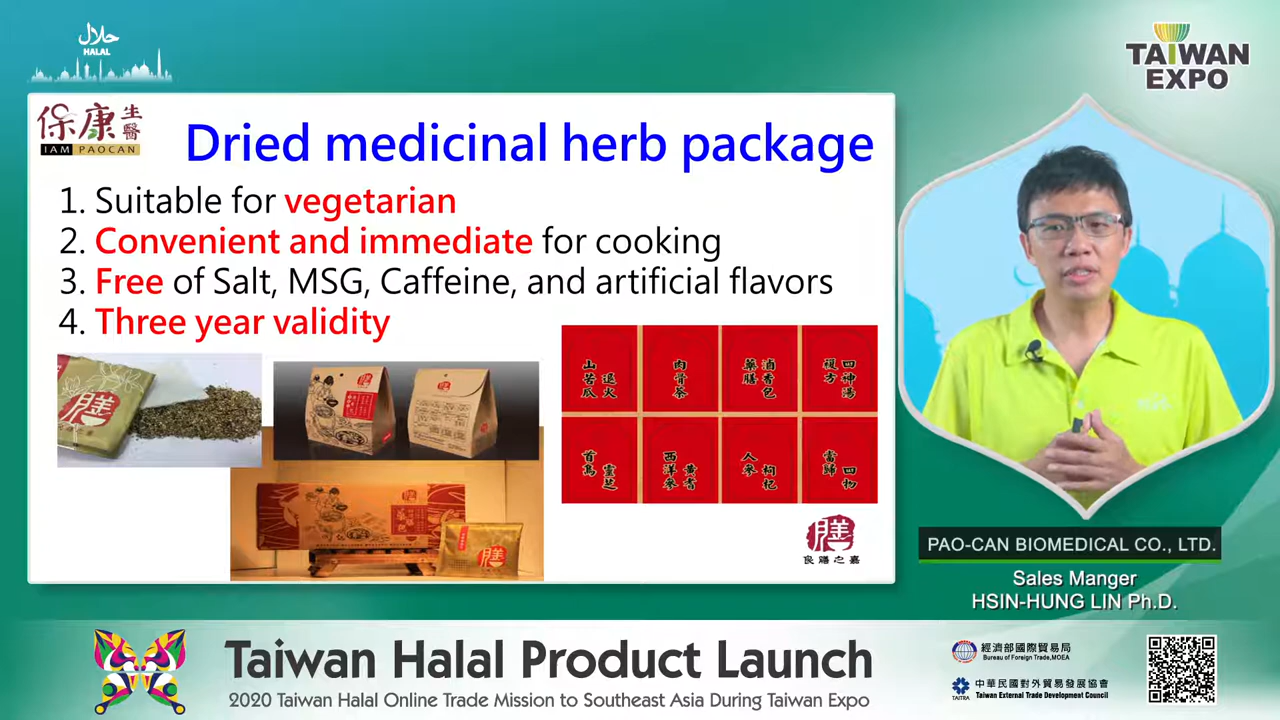 حلال
HALAL
TAIWAN
EXPO
保康生醫
IAM PAOCAN
Dried medicinal herb package
1. Suitable for vegetarian
2. Convenient and immediate for cooking
3. Free of Salt, MSG, Caffeine, and artificial flavors
4. Three year validity
膳
山苦瓜 退火
肉骨茶
藥膳 滷香包
複方 四神湯
首烏 靈芝
西洋參 黃耆
人參 枸杞
當歸 四物
膳
良膳之嘉
PAO-CAN BIOMEDICAL CO., LTD.
Sales Manger
HSIN-HUNG LIN Ph.D.
Taiwan Halal Product Launch
2020 Taiwan Halal Online Trade Mission to Southeast Asia During Taiwan Expo
經濟部國際貿易局
Bureau of Foreign Trade,MOEA
中華民國對外貿易發展協會
TAITRA
Taiwan External Trade Development Council